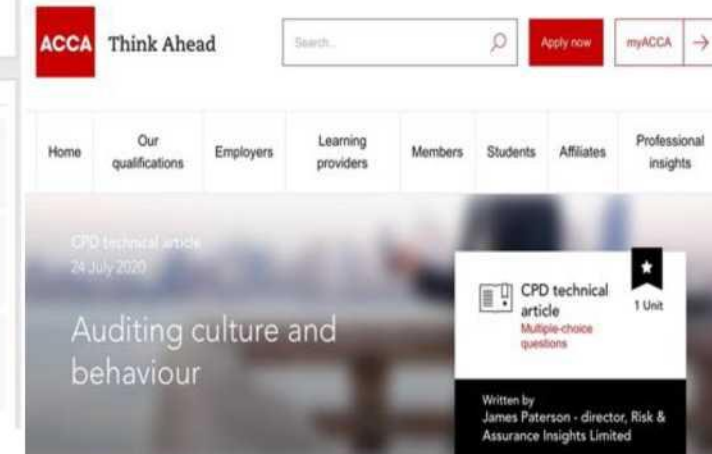 ACCA Think Ahead
Search...
Apply now
myACCA
Home
Our
qualifications
Employers
Learning
providers
Members
Students
Affiliates
Professional
insights
CPD technical article
24 July 2020
Auditing culture and
behaviour
CPD technical
article
Multiple-choice
questions
1 Unit
Written by
James Paterson - director, Risk &
Assurance Insights Limited